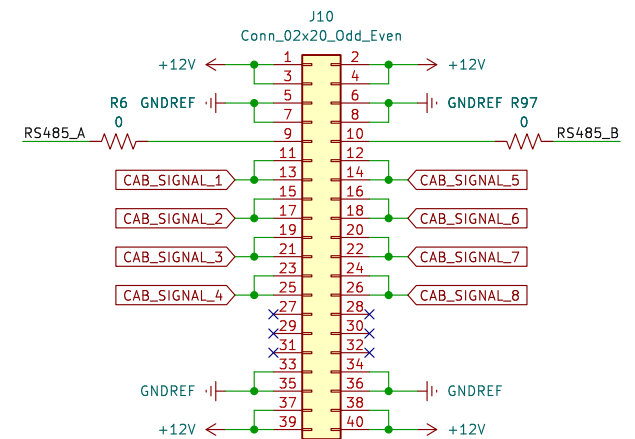 J10
Conn_02x20_Odd_Even
+12V 1 2 +12V
3 4
GNDREF 5 6 GNDREF
7 8
R6 R97
0 0
RS485_A 9 10 RS485_B
11 12
CAB_SIGNAL_1 13 14 CAB_SIGNAL_5
15 16
CAB_SIGNAL_2 17 18 CAB_SIGNAL_6
19 20
CAB_SIGNAL_3 21 22 CAB_SIGNAL_7
23 24
CAB_SIGNAL_4 25 26 CAB_SIGNAL_8
27 28
29 30
31 32
33 34
GNDREF 35 36 GNDREF
37 38
+12V 39 40 +12V